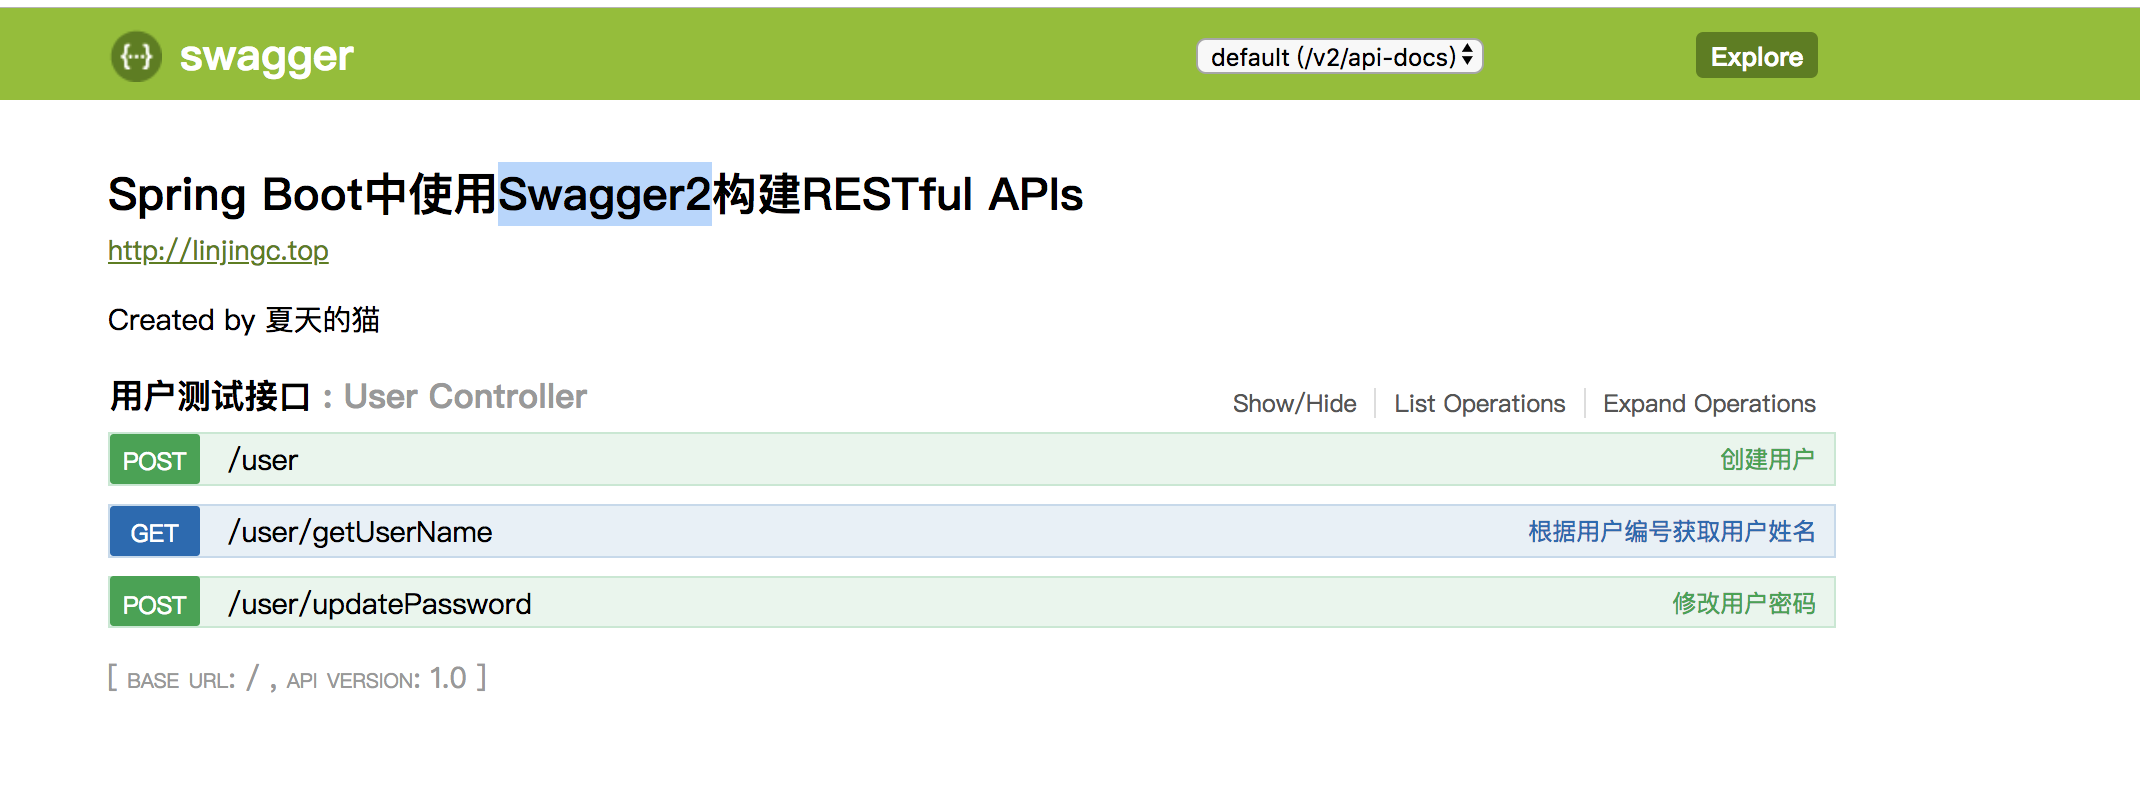 {···} swagger default (/v2/api-docs) Explore
Spring Boot中使用Swagger2构建RESTful APIs
http://linjingc.top
Created by 夏天的猫
用户测试接口 : User Controller Show/Hide List Operations Expand Operations
POST /user 创建用户
GET /user/getUserName 根据用户编号获取用户姓名
POST /user/updatePassword 修改用户密码
[ BASE URL: / , API VERSION: 1.0 ]